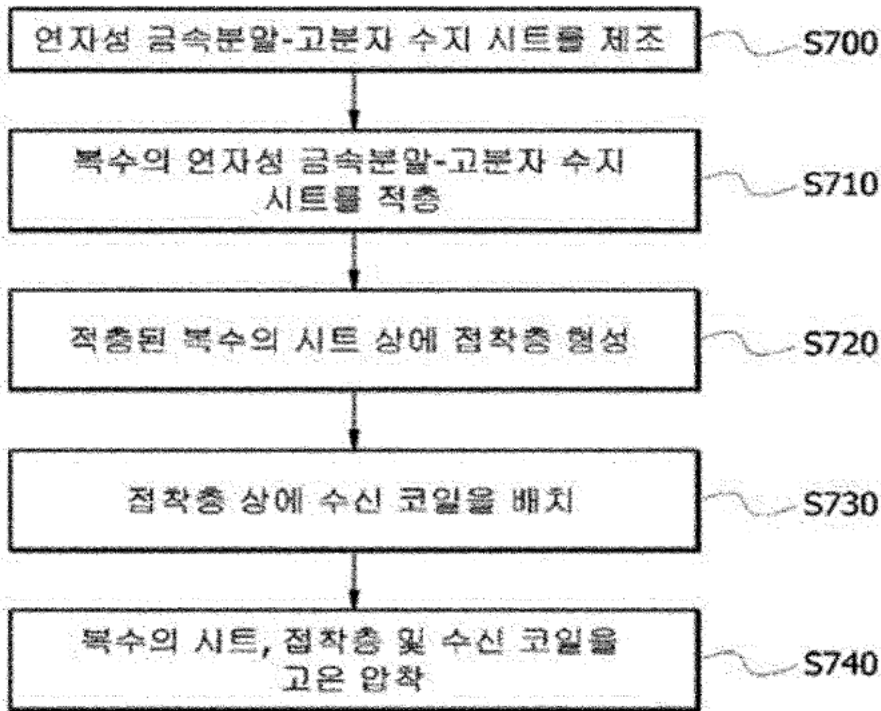 연자성 금속분말-고분자 수지 시트를 제조
S700
복수의 연자성 금속분말-고분자 수지
시트를 적층
S710
적층된 복수의 시트 상에 접착층 형성
S720
접착층 상에 수신 코일을 배치
S730
복수의 시트, 접착층 및 수신 코일을
고온 압착
S740